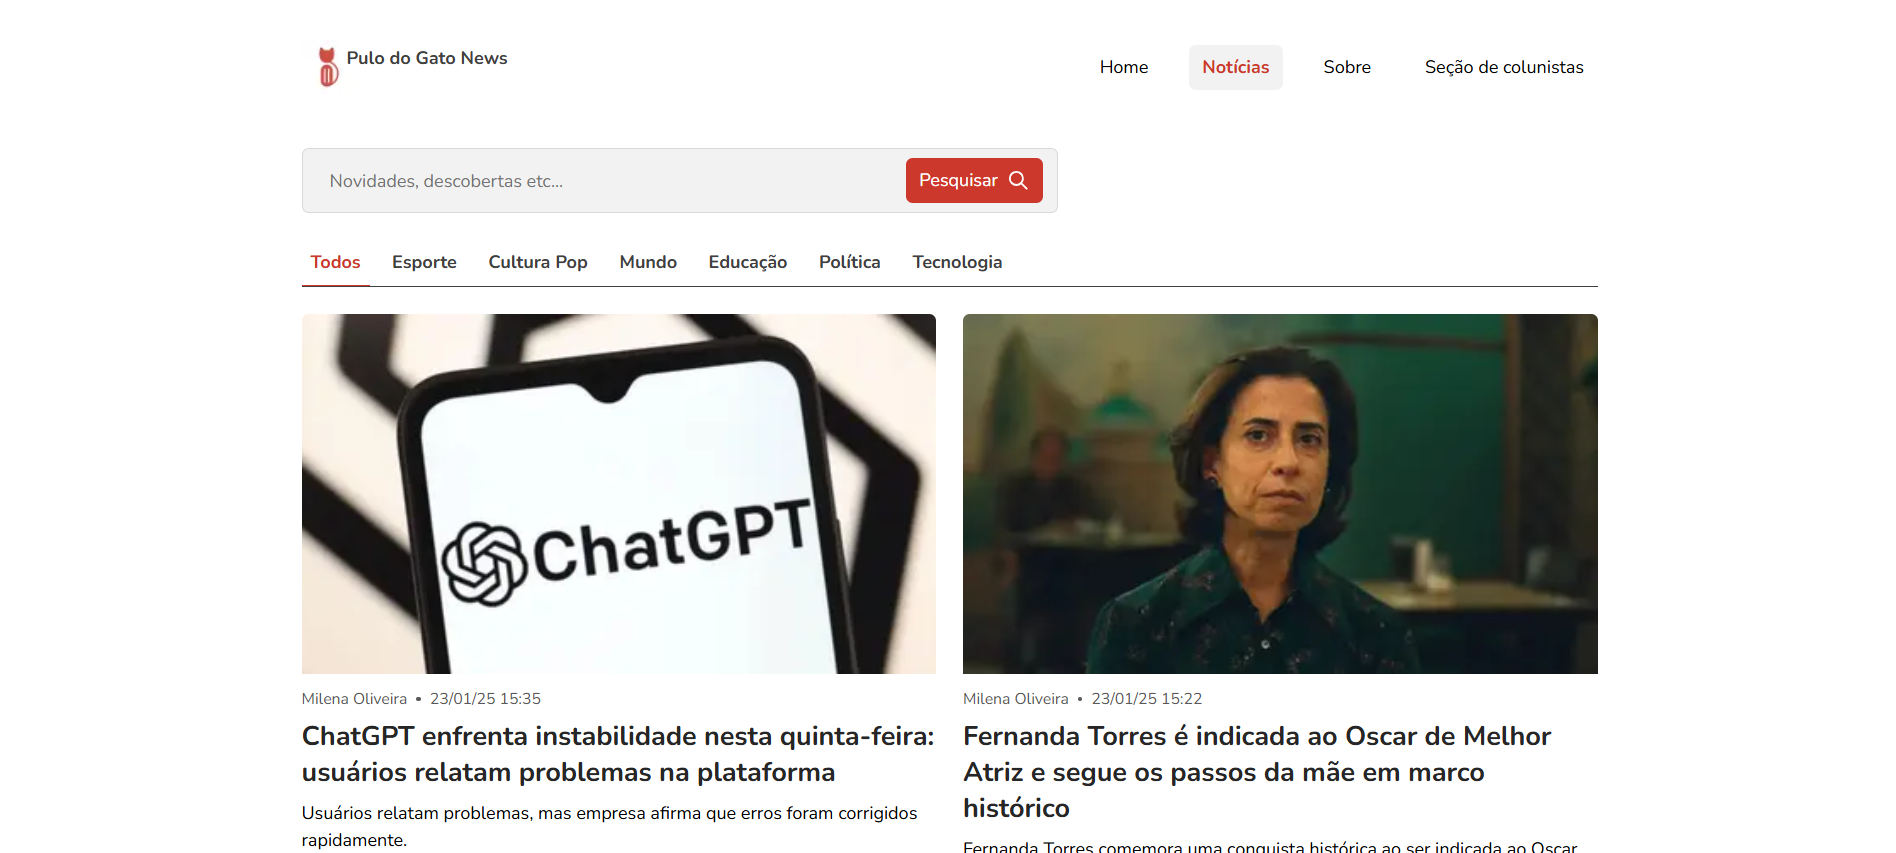 Pulo do Gato News
Home
Notícias
Sobre
Seção de colunistas
Novidades, descobertas etc...
Pesquisar
Todos
Esporte
Cultura Pop
Mundo
Educação
Política
Tecnologia
ChatGPT
Milena Oliveira • 23/01/25 15:35
ChatGPT enfrenta instabilidade nesta quinta-feira:
usuários relatam problemas na plataforma
Usuários relatam problemas, mas empresa afirma que erros foram corrigidos
rapidamente.
Milena Oliveira • 23/01/25 15:22
Fernanda Torres é indicada ao Oscar de Melhor
Atriz e segue os passos da mãe em marco
histórico
Fernanda Torres comemora uma conquista histórica ao ser indicada ao Oscar